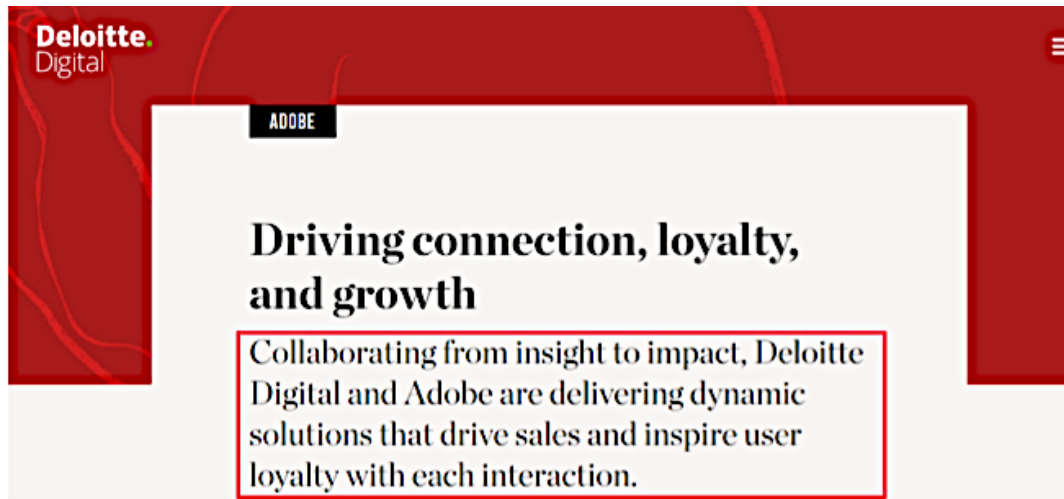 Deloitte.
Digital
ADOBE
Driving connection, loyalty,
and growth
Collaborating from insight to impact, Deloitte
Digital and Adobe are delivering dynamic
solutions that drive sales and inspire user
loyalty with each interaction.